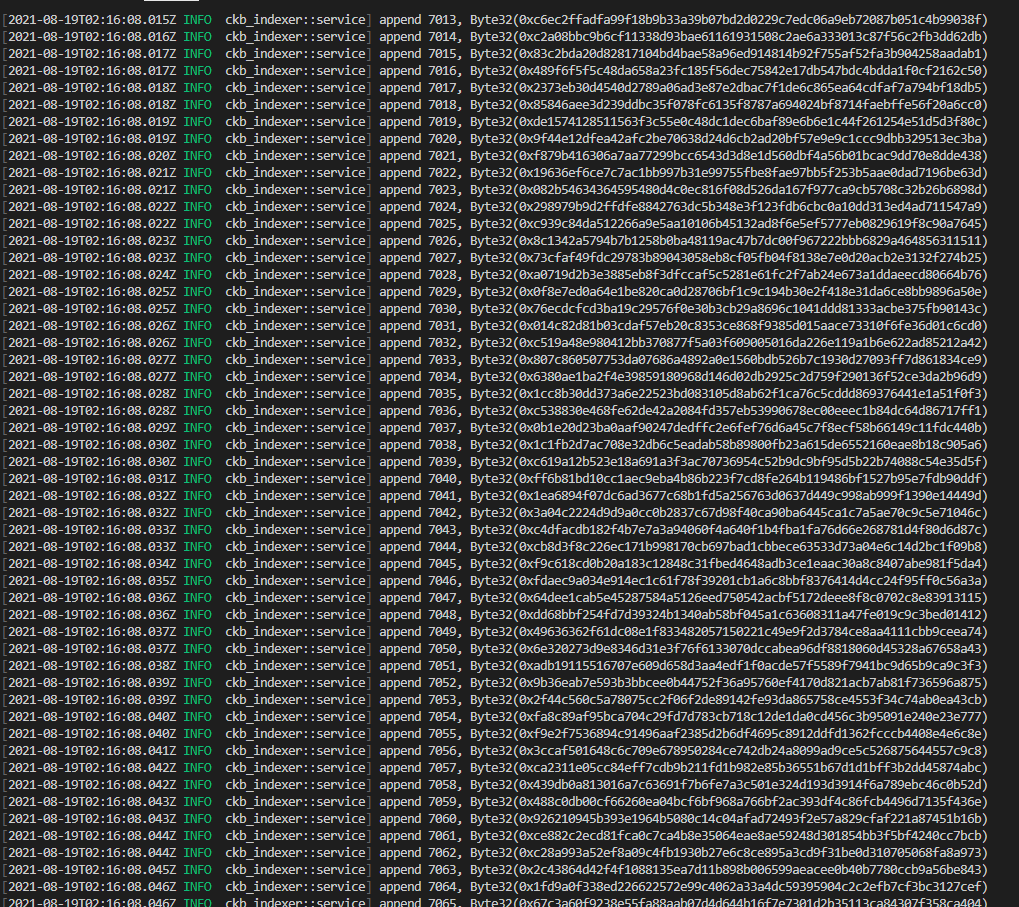 [2021-08-19T02:16:08.015Z INFO  ckb_indexer::service] append 7013, Byte32(0xc6ec2ffadfa99f18b9b33a39b07bd2d0229c7edc06a9eb72087b051c4b99038f)
[2021-08-19T02:16:08.016Z INFO  ckb_indexer::service] append 7014, Byte32(0xc2a08bbc9b6cf11338d93bae61161931508c2ae6a333013c87f56c2fb3dd62db)
[2021-08-19T02:16:08.017Z INFO  ckb_indexer::service] append 7015, Byte32(0x83c2bda20d82817104bd4bae58a96ed914814b92f755af52fa3b904258aadab1)
[2021-08-19T02:16:08.017Z INFO  ckb_indexer::service] append 7016, Byte32(0x489f6f5f5c48da658a23fc185f56dec75842e17db547bdc4bdda1f0cf2162c50)
[2021-08-19T02:16:08.018Z INFO  ckb_indexer::service] append 7017, Byte32(0x2373eb30d4540d2789a06ad3e87e2dbac7f1de6c865ea64cdfaf7a794bf18db5)
[2021-08-19T02:16:08.018Z INFO  ckb_indexer::service] append 7018, Byte32(0x85846aee3d239ddbc35f078fc6135f8787a694024bf8714faebffe56f20a6cc0)
[2021-08-19T02:16:08.019Z INFO  ckb_indexer::service] append 7019, Byte32(0xde1574128511563f3c55e0c48dc1dec6baf89e6b6e1c44f261254e51d5d3f80c)
[2021-08-19T02:16:08.019Z INFO  ckb_indexer::service] append 7020, Byte32(0x9f44e12dfea42afc2be70638d24d6cb2ad20bf57e9e9c1ccc9dbb329513ec3ba)
[2021-08-19T02:16:08.020Z INFO  ckb_indexer::service] append 7021, Byte32(0xf879b416306a7aa77299bcc6543d3d8e1d560dbf4a56b01bcac9dd70e8dde438)
[2021-08-19T02:16:08.021Z INFO  ckb_indexer::service] append 7022, Byte32(0x19636ef6ce7c7ac1bb997b31e99755fbe8fae97bb5f253b5aae0dad7196be63d)
[2021-08-19T02:16:08.021Z INFO  ckb_indexer::service] append 7023, Byte32(0x082b54634364595480d4c0ec816f08d526da167f977ca9cb5708c32b26b6898d)
[2021-08-19T02:16:08.022Z INFO  ckb_indexer::service] append 7024, Byte32(0x298979b9d2ffdfe8842763dc5b348e3f123fdb6cbc0a10dd313ed4ad711547a9)
[2021-08-19T02:16:08.022Z INFO  ckb_indexer::service] append 7025, Byte32(0xc939c84da512266a9e5aa10106b45132ad8f6e5ef5777eb0829619f8c90a7645)
[2021-08-19T02:16:08.023Z INFO  ckb_indexer::service] append 7026, Byte32(0x8c1342a5794b7b1258b0ba48119ac47b7dc00f967222bbb6829a464856311511)
[2021-08-19T02:16:08.023Z INFO  ckb_indexer::service] append 7027, Byte32(0x73cfaf49fdc29783b89043058eb8cf05fb04f8138e7e0d20acb2e3132f274b25)
[2021-08-19T02:16:08.024Z INFO  ckb_indexer::service] append 7028, Byte32(0xa0719d2b3e3885eb8f3dfccaf5c5281e61fc2f7ab24e673a1ddaeecd80664b76)
[2021-08-19T02:16:08.025Z INFO  ckb_indexer::service] append 7029, Byte32(0x0f8e7ed0a64e1be820ca0d28706bf1c9c194b30e2f418e31da6ce8bb9896a50e)
[2021-08-19T02:16:08.025Z INFO  ckb_indexer::service] append 7030, Byte32(0x76ecdcfcd3ba19c29576f0e30b3cb29a8696c1041ddd81333acbe375fb90143c)
[2021-08-19T02:16:08.026Z INFO  ckb_indexer::service] append 7031, Byte32(0x014c82d81b03cdaf57eb20c8353ce868f9385d015aace73310f6fe36d01c6cd0)
[2021-08-19T02:16:08.026Z INFO  ckb_indexer::service] append 7032, Byte32(0xc519a48e980412bb370877f5a03f609005016da226e119a1b6e622ad85212a42)
[2021-08-19T02:16:08.027Z INFO  ckb_indexer::service] append 7033, Byte32(0x807c860507753da07686a4892a0e1560bdb526b7c1930d27093ff7d861834ce9)
[2021-08-19T02:16:08.027Z INFO  ckb_indexer::service] append 7034, Byte32(0x6380ae1ba2f4e39859180968d146d02db2925c2d759f290136f52ce3da2b96d9)
[2021-08-19T02:16:08.028Z INFO  ckb_indexer::service] append 7035, Byte32(0x1cc8b30dd373a6e22523bd083105d8ab62f1ca76c5cddd869376441e1a51f0f3)
[2021-08-19T02:16:08.028Z INFO  ckb_indexer::service] append 7036, Byte32(0xc538830e468fe62de42a2084fd357eb53990678ec00eeec1b84dc64d86717ff1)
[2021-08-19T02:16:08.029Z INFO  ckb_indexer::service] append 7037, Byte32(0x0b1e20d23ba0aaf90247dedffc2e6fef76d6a45c7f8ecf58b66149c11fdc440b)
[2021-08-19T02:16:08.030Z INFO  ckb_indexer::service] append 7038, Byte32(0x1c1fb2d7ac708e32db6c5eadab58b89800fb23a615de6552160eae8b18c905a6)
[2021-08-19T02:16:08.030Z INFO  ckb_indexer::service] append 7039, Byte32(0xc619a12b523e18a691a3f3ac70736954c52b9dc9bf95d5b22b74088c54e35d5f)
[2021-08-19T02:16:08.031Z INFO  ckb_indexer::service] append 7040, Byte32(0xff6b81bd10cc1aec9eba4b86b223f7cd8fe264b119486bf1527b95e7fdb90ddf)
[2021-08-19T02:16:08.032Z INFO  ckb_indexer::service] append 7041, Byte32(0x1ea6894f07dc6ad3677c68b1fd5a256763d0637d449c998ab999f1390e14449d)
[2021-08-19T02:16:08.032Z INFO  ckb_indexer::service] append 7042, Byte32(0x3a04c2224d9d9a0cc0b2837c67d98f40ca90ba6445ca1c7a5ae70c9c5e71046c)
[2021-08-19T02:16:08.033Z INFO  ckb_indexer::service] append 7043, Byte32(0xc4dfacdb182f4b7e7a3a94060f4a640f1b4fba1fa76d66e268781d4f80d6d87c)
[2021-08-19T02:16:08.033Z INFO  ckb_indexer::service] append 7044, Byte32(0xcb8d3f8c226ec171b998170cb697bad1cbbece63533d73a04e6c14d2bc1f09b8)
[2021-08-19T02:16:08.034Z INFO  ckb_indexer::service] append 7045, Byte32(0xf9c618cd0b20a183c12848c31fbed4648adb3ce1eaac30a8c8407abe981f5da4)
[2021-08-19T02:16:08.035Z INFO  ckb_indexer::service] append 7046, Byte32(0xfdaec9a034e914ec1c61f78f39201cb1a6c8bbf8376414d4cc24f95ff0c56a3a)
[2021-08-19T02:16:08.036Z INFO  ckb_indexer::service] append 7047, Byte32(0x64dee1cab5e45287584a5126eed750542acbf5172deee8f8c0702c8e83913115)
[2021-08-19T02:16:08.036Z INFO  ckb_indexer::service] append 7048, Byte32(0xdd68bbf254fd7d39324b1340ab58bf045a1c63608311a47fe019c9c3bed01412)
[2021-08-19T02:16:08.037Z INFO  ckb_indexer::service] append 7049, Byte32(0x49636362f61dc08e1f833482057150221c49e9f2d3784ce8aa4111cbb9ceea74)
[2021-08-19T02:16:08.037Z INFO  ckb_indexer::service] append 7050, Byte32(0x6e320273d9e8346d31e3f76f6133070dccabea96df8818060d45328a67658a43)
[2021-08-19T02:16:08.038Z INFO  ckb_indexer::service] append 7051, Byte32(0xadb19115516707e609d658d3aa4edf1f0acde57f5589f7941bc9d65b9ca9c3f3)
[2021-08-19T02:16:08.039Z INFO  ckb_indexer::service] append 7052, Byte32(0x9b36eab7e593b3bbcee0b44752f36a95760ef4170d821acb7ab81f736596a875)
[2021-08-19T02:16:08.039Z INFO  ckb_indexer::service] append 7053, Byte32(0x2f44c560c5a78075cc2f06f2de89142fe93da865758ce4553f34c74ab0ea43cb)
[2021-08-19T02:16:08.040Z INFO  ckb_indexer::service] append 7054, Byte32(0xfa8c89af95bca704c29fd7d783cb718c12de1da0cd456c3b95091e240e23e777)
[2021-08-19T02:16:08.040Z INFO  ckb_indexer::service] append 7055, Byte32(0xf9e2f7536894c91496aaf2385d2b6df4695c8912ddfd1362fcccb4408e4e6c8e)
[2021-08-19T02:16:08.041Z INFO  ckb_indexer::service] append 7056, Byte32(0x3ccaf501648c6c709e678950284ce742db24a8099ad9ce5c526875644557c9c8)
[2021-08-19T02:16:08.042Z INFO  ckb_indexer::service] append 7057, Byte32(0xca2311e05cc84eff7cdb9b211fd1b982e85b36551b67d1d1bff3b2dd45874abc)
[2021-08-19T02:16:08.042Z INFO  ckb_indexer::service] append 7058, Byte32(0x439db0a813016a7c63691f7b6fe7a3c501e324d193d3914f6a789ebc46c0b52d)
[2021-08-19T02:16:08.043Z INFO  ckb_indexer::service] append 7059, Byte32(0x488c0db00cf66260ea04bcf6bf968a766bf2ac393df4c86fcb4496d7135f436e)
[2021-08-19T02:16:08.043Z INFO  ckb_indexer::service] append 7060, Byte32(0x926210945b393e1964b5080c14c04afad72493f2e57a829cfaf221a87451b16b)
[2021-08-19T02:16:08.044Z INFO  ckb_indexer::service] append 7061, Byte32(0xce882c2ecd81fca0c7ca4b8e35064eae8ae59248d301854bb3f5bf4240cc7bcb)
[2021-08-19T02:16:08.044Z INFO  ckb_indexer::service] append 7062, Byte32(0xc28a993a52ef8a09c4fb1930b27e6c8ce895a3cd9f31be0d310705068fa8a973)
[2021-08-19T02:16:08.045Z INFO  ckb_indexer::service] append 7063, Byte32(0x2c43864d42f4f1088135ea7d11b898b006599aeacee0b40b7780ccb9a56be843)
[2021-08-19T02:16:08.046Z INFO  ckb_indexer::service] append 7064, Byte32(0x1fd9a0f338ed226622572e99c4062a33a4dc59395904c2c2efb7cf3bc3127cef)
[2021-08-19T02:16:08.046Z INFO  ckb_indexer::service] append 7065, Byte32(0x67c3a60f9238e55fa88aab07d4d644b16f7e7301d2b35113ca84307f358ca404)